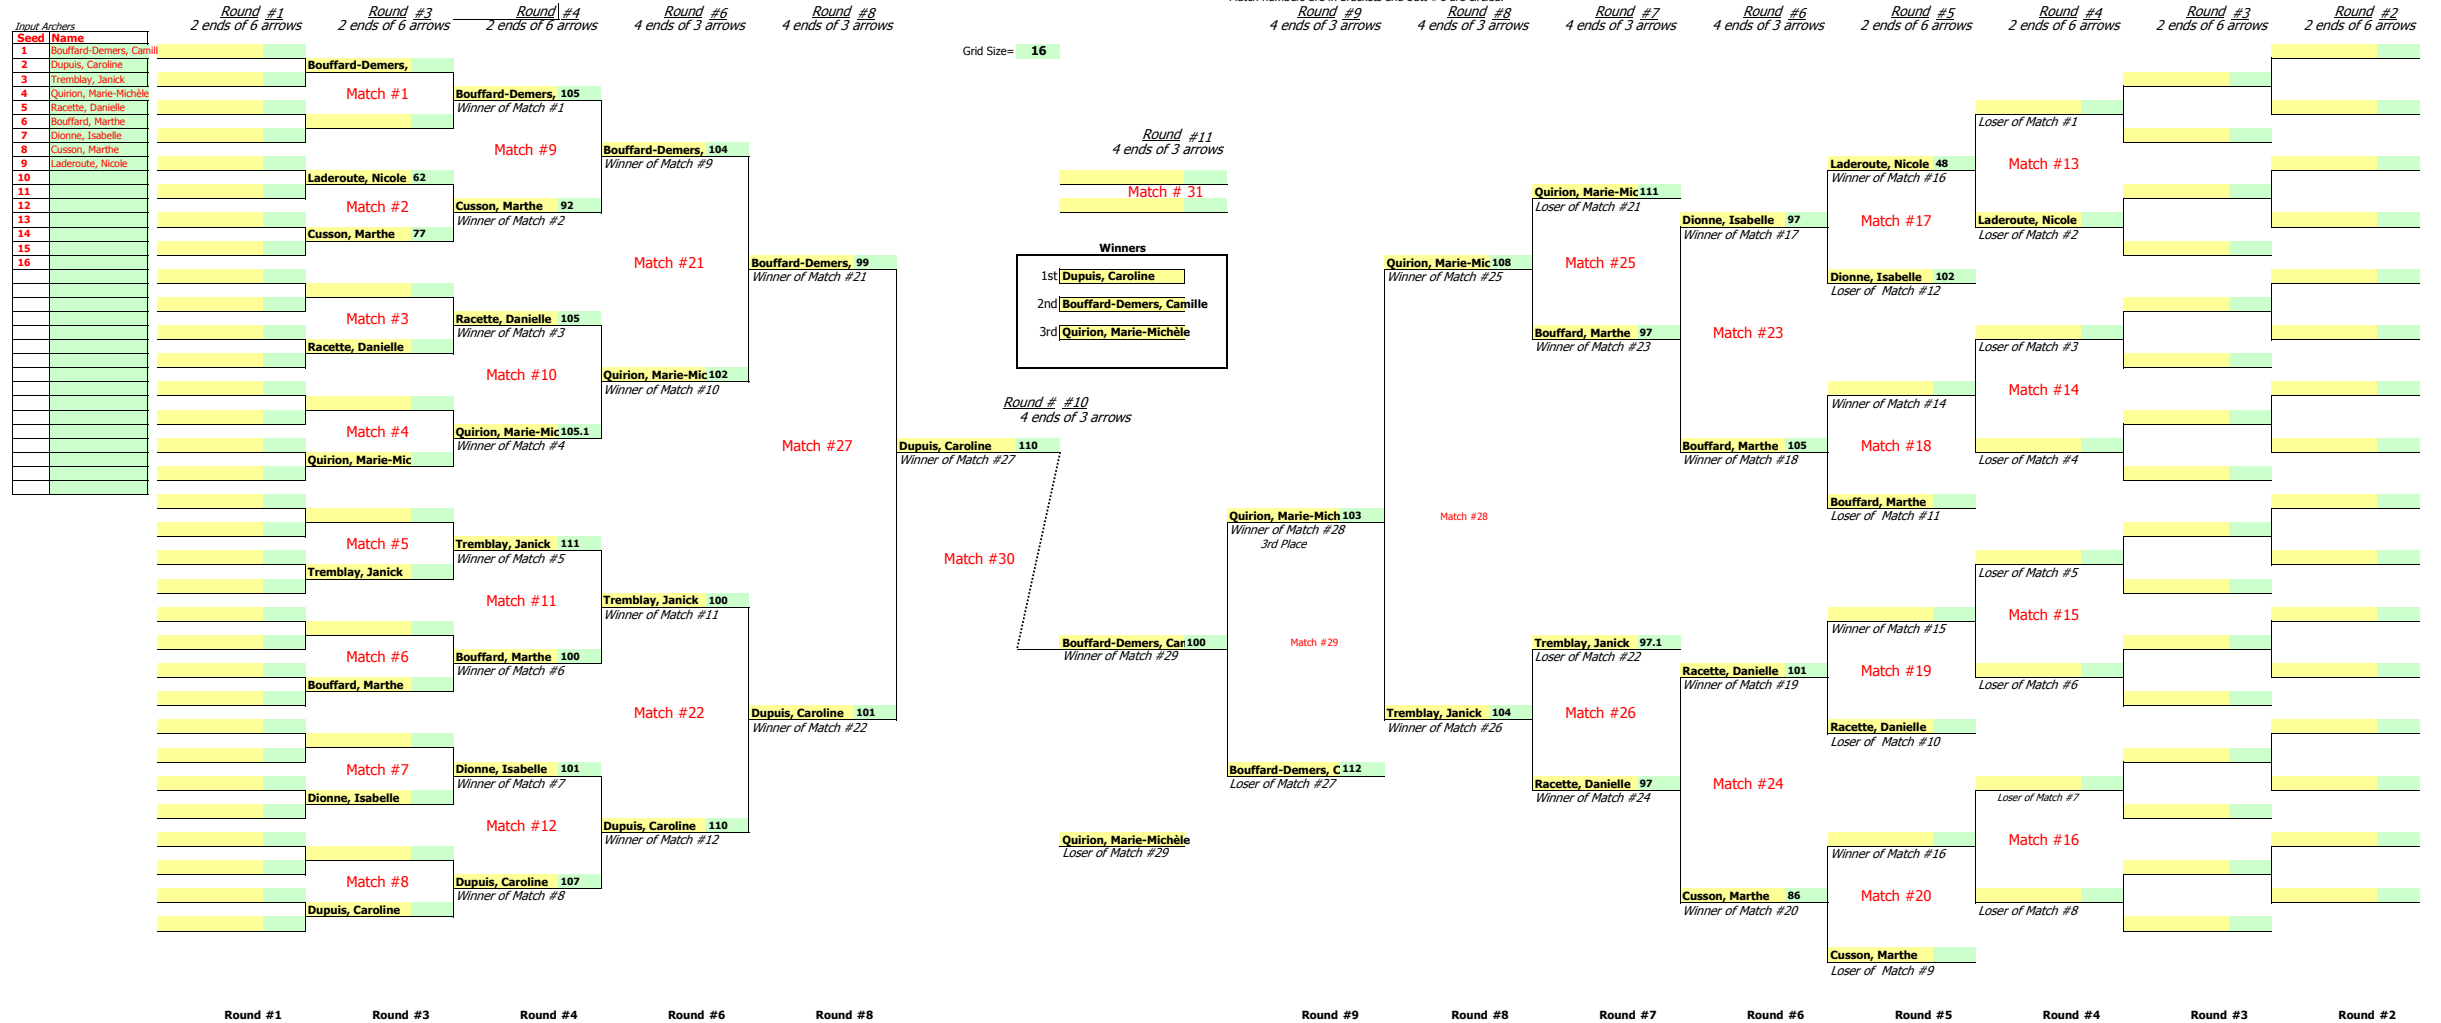 Round #1
2 ends of 6 arrows
Round #3
2 ends of 6 arrows
Round #4
2 ends of 6 arrows
Round #6
4 ends of 3 arrows
Round #8
4 ends of 3 arrows
Round #9
4 ends of 3 arrows
Round #8
4 ends of 3 arrows
Round #7
4 ends of 3 arrows
Round #6
4 ends of 3 arrows
Round #5
2 ends of 6 arrows
Round #4
2 ends of 6 arrows
Round #3
2 ends of 6 arrows
Round #2
2 ends of 6 arrows
Input Archers
Seed Name
1 Bouffard-Demers, Camill
2 Dupuis, Caroline
3 Tremblay, Janick
4 Quirion, Marie-Michèle
5 Racette, Danielle
6 Bouffard, Marthe
7 Dionne, Isabelle
8 Cusson, Marthe
9 Laderoute, Nicole
10
11
12
13
14
15
16
Bouffard-Demers,
Match #1
Laderoute, Nicole 62
Match #2
Cusson, Marthe 77
Match #3
Racette, Danielle
Match #4
Quirion, Marie-Mic
Match #5
Tremblay, Janick
Match #6
Bouffard, Marthe
Match #7
Dionne, Isabelle
Match #8
Dupuis, Caroline
Bouffard-Demers, 105
Winner of Match #1
Match #9
Cusson, Marthe 92
Winner of Match #2
Racette, Danielle 105
Winner of Match #3
Match #10
Quirion, Marie-Mic 105.1
Winner of Match #4
Tremblay, Janick 111
Winner of Match #5
Match #11
Bouffard, Marthe 100
Winner of Match #6
Dionne, Isabelle 101
Winner of Match #7
Match #12
Dupuis, Caroline 107
Winner of Match #8
Bouffard-Demers, 104
Winner of Match #9
Match #21
Quirion, Marie-Mic 102
Winner of Match #10
Tremblay, Janick 100
Winner of Match #11
Match #22
Dupuis, Caroline 110
Winner of Match #12
Bouffard-Demers, 99
Winner of Match #21
Match #27
Dupuis, Caroline 101
Winner of Match #22
Grid Size= 16
Round #11
4 ends of 3 arrows
Match # 31
Winners
1st Dupuis, Caroline
2nd Bouffard-Demers, Camille
3rd Quirion, Marie-Michèle
Round # #10
4 ends of 3 arrows
Dupuis, Caroline 110
Winner of Match #27
Match #30
Bouffard-Demers, Car 100
Winner of Match #29
Quirion, Marie-Michèle
Loser of Match #29
Quirion, Marie-Mich 103
Winner of Match #28
3rd Place
Match #29
Bouffard-Demers, C 112
Loser of Match #27
Quirion, Marie-Mic 108
Winner of Match #25
Match #28
Tremblay, Janick 104
Winner of Match #26
Quirion, Marie-Mic 111
Loser of Match #21
Match #25
Bouffard, Marthe 97
Winner of Match #23
Tremblay, Janick 97.1
Loser of Match #22
Match #26
Racette, Danielle 97
Winner of Match #24
Dionne, Isabelle 97
Winner of Match #17
Match #23
Bouffard, Marthe 105
Winner of Match #18
Racette, Danielle 101
Winner of Match #19
Match #24
Cusson, Marthe 86
Winner of Match #20
Laderoute, Nicole 48
Winner of Match #16
Match #17
Dionne, Isabelle 102
Loser of Match #12
Winner of Match #14
Match #18
Bouffard, Marthe
Loser of Match #11
Winner of Match #15
Match #19
Racette, Danielle
Loser of Match #10
Winner of Match #16
Match #20
Cusson, Marthe
Loser of Match #9
Loser of Match #1
Match #13
Laderoute, Nicole
Loser of Match #2
Loser of Match #3
Match #14
Loser of Match #4
Loser of Match #5
Match #15
Loser of Match #6
Loser of Match #7
Match #16
Loser of Match #8
Round #1 Round #3 Round #4 Round #6 Round #8 Round #9 Round #8 Round #7 Round #6 Round #5 Round #4 Round #3 Round #2